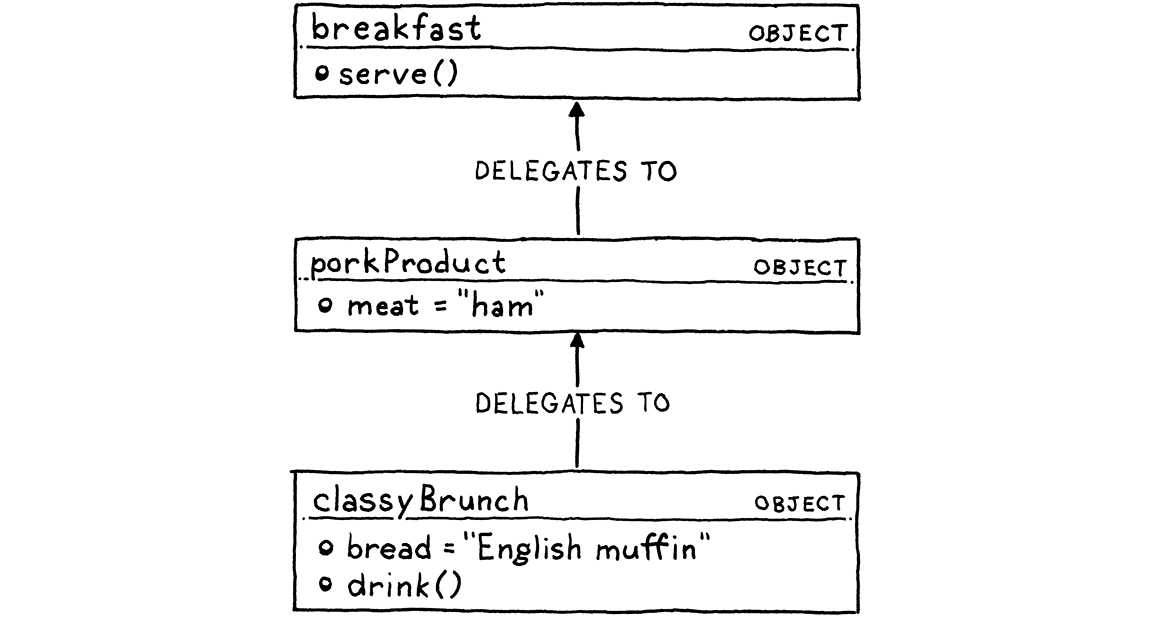 breakfast OBJECT
serve()
DELEGATES TO
porkProduct OBJECT
meat = "ham"
DELEGATES TO
classyBrunch OBJECT
bread = "English muffin"
drink()